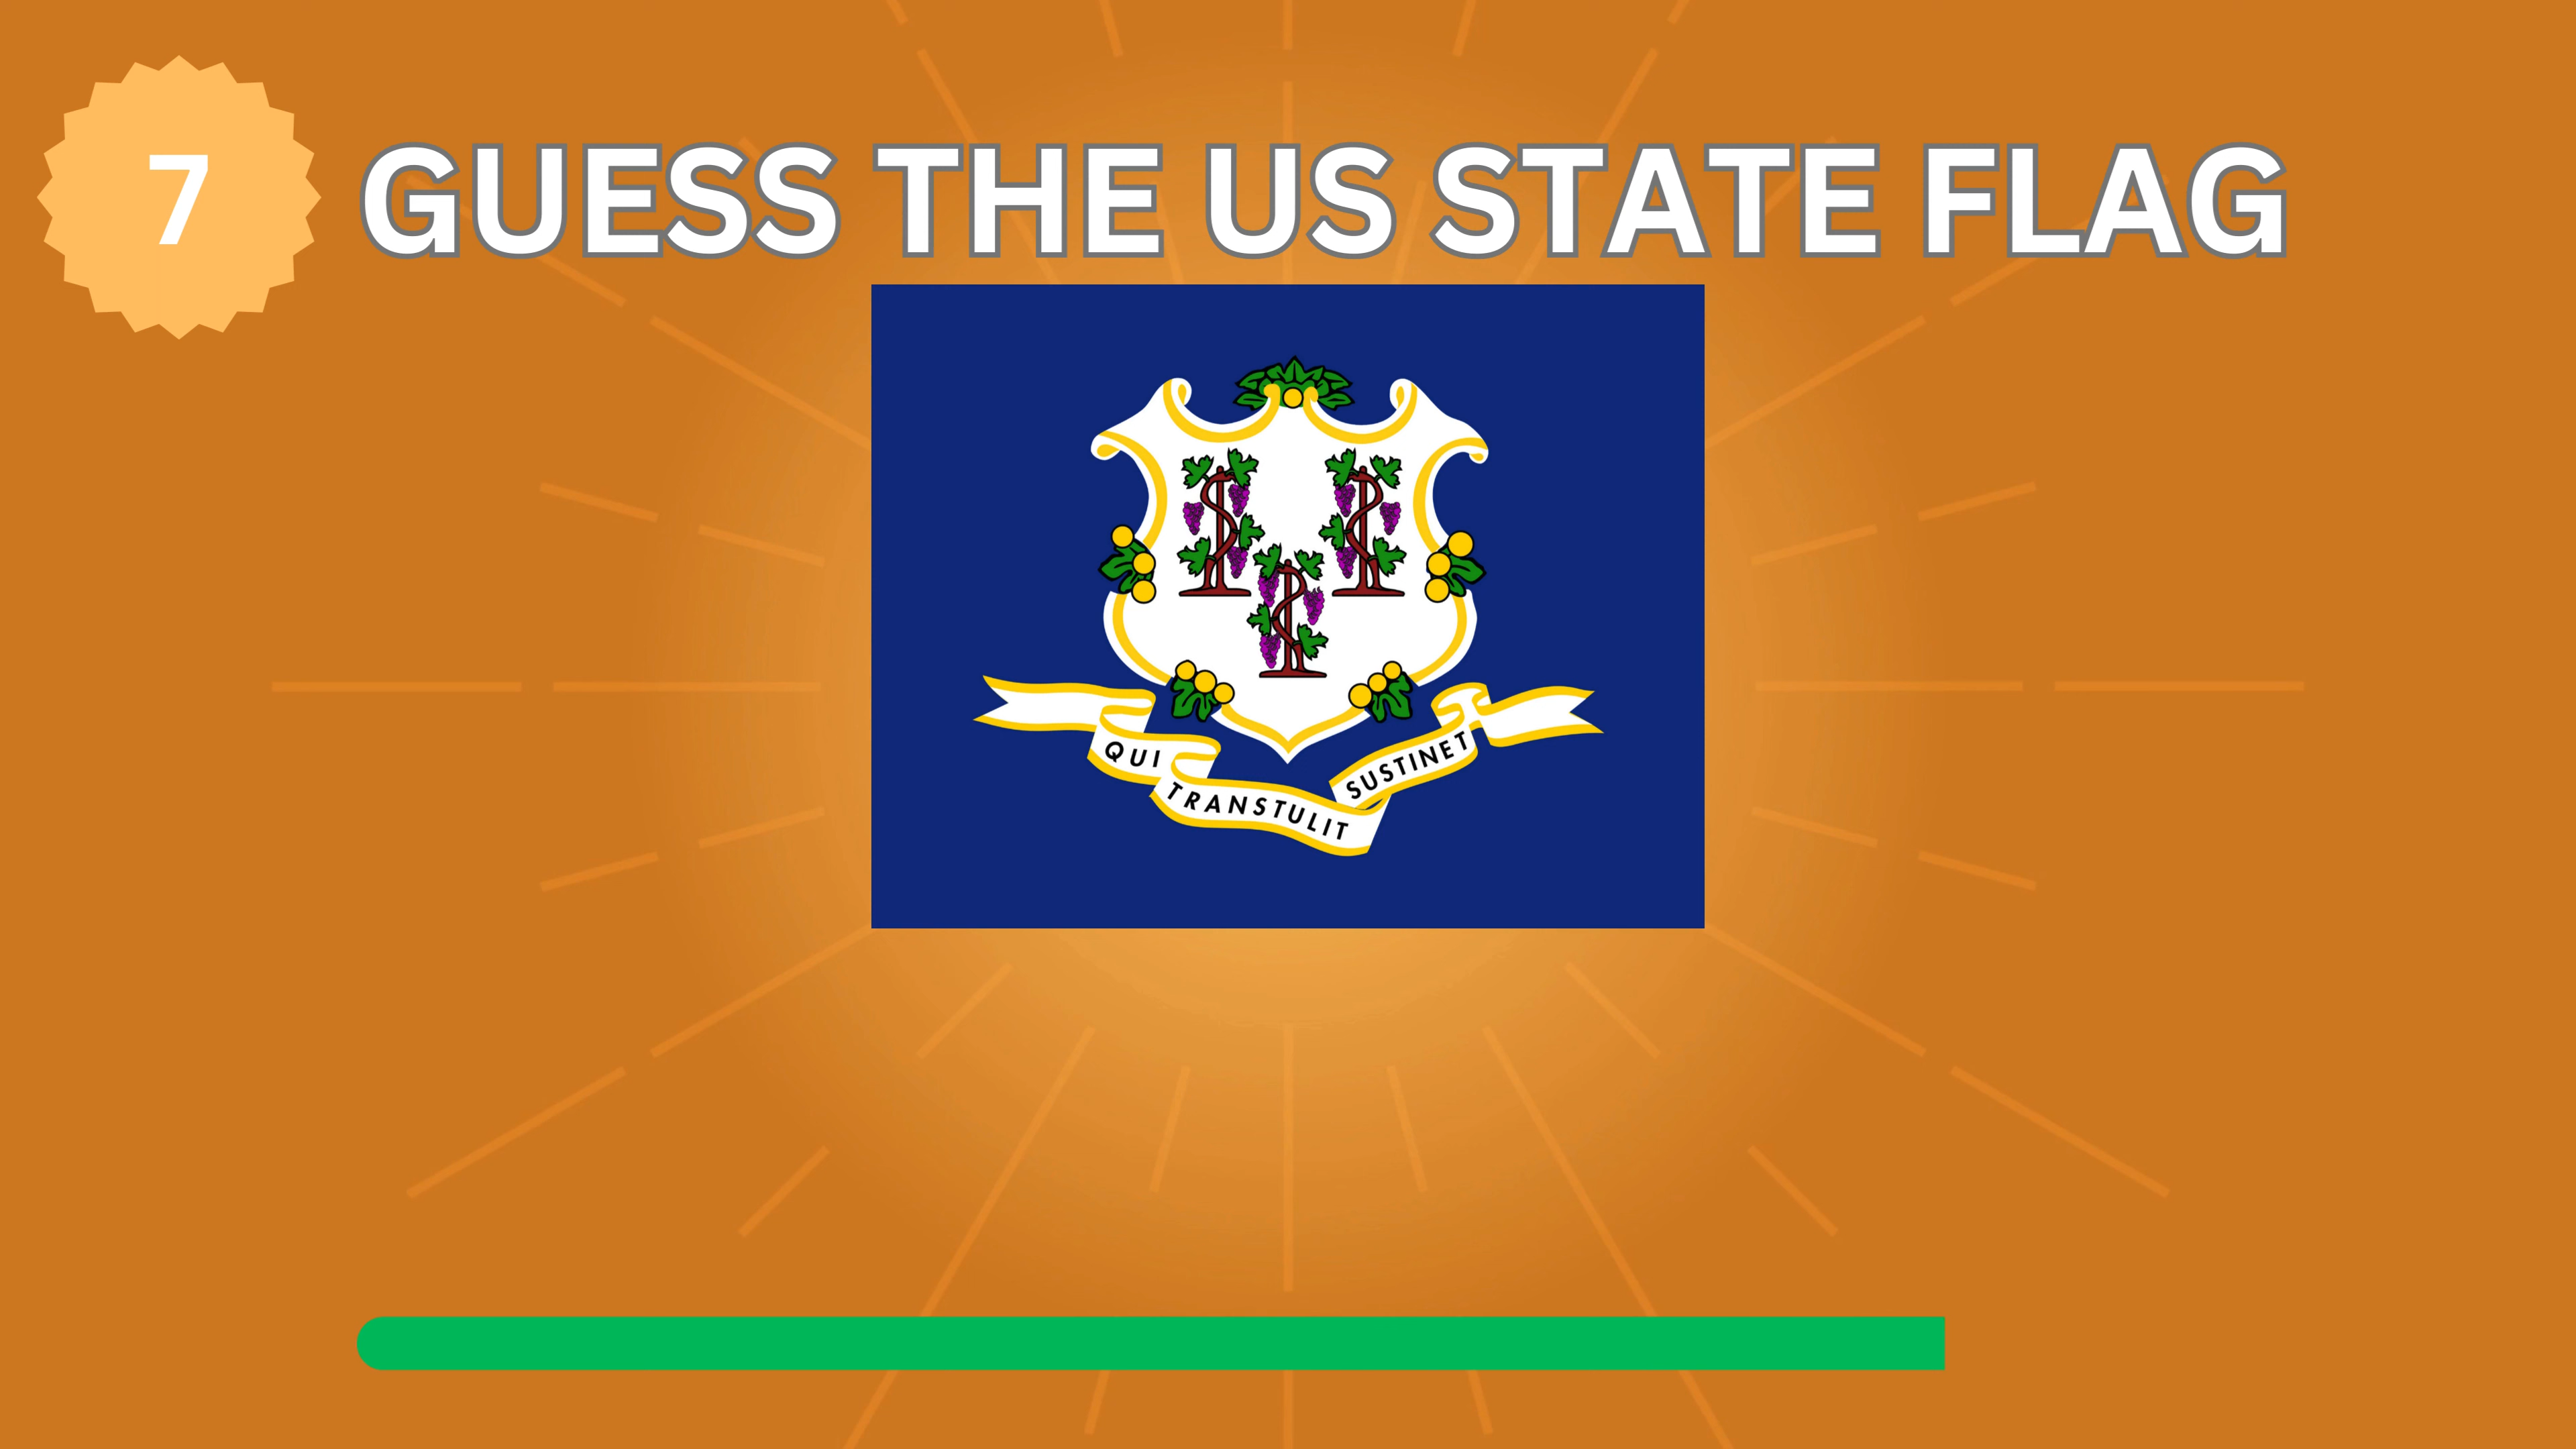 7
GUESS THE US STATE FLAG
QUI
TRANSTULIT
SUSTINET